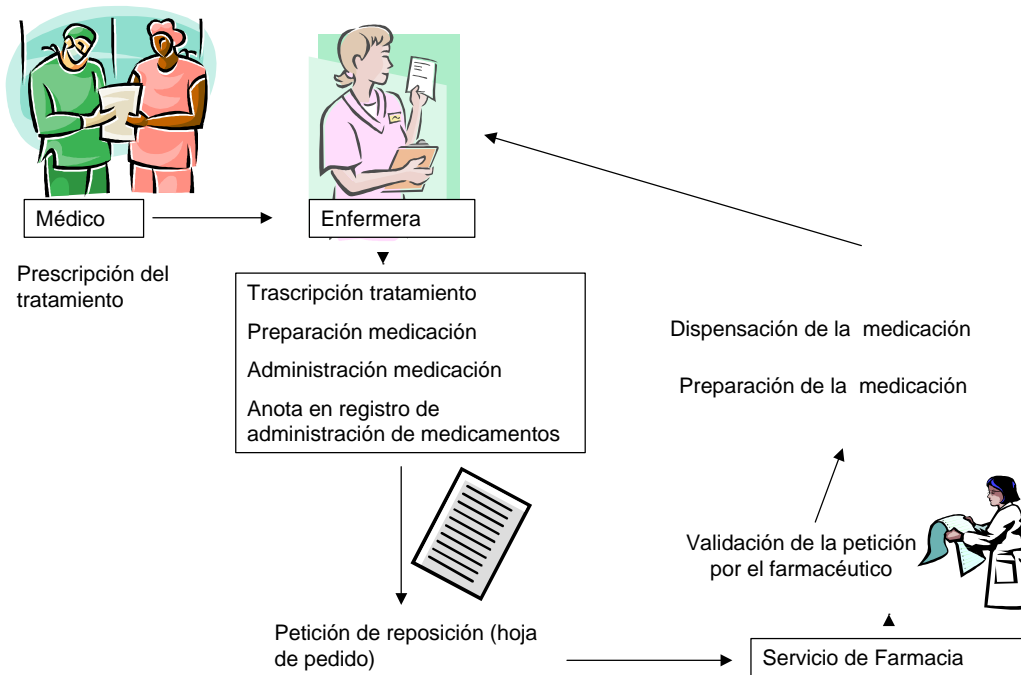 Médico
Enfermera
Prescripción del
tratamiento
Trascripción tratamiento
Preparación medicación
Administración medicación
Anota en registro de
administración de medicamentos
Petición de reposición (hoja
de pedido)
Servicio de Farmacia
Validación de la petición
por el farmacéutico
Preparación de la medicación
Dispensación de la medicación